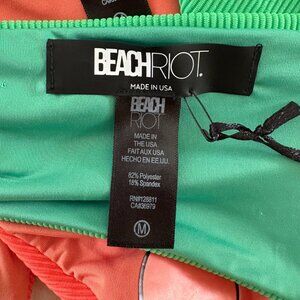 BEACHRIOT.
MADE IN USA
BEACH
RIOT
MADE IN
THE USA
FAIT AUX USA
HECHO EN EE.UU.
82% Polyester
18% Spandex
RN#128811
CA#36979
M